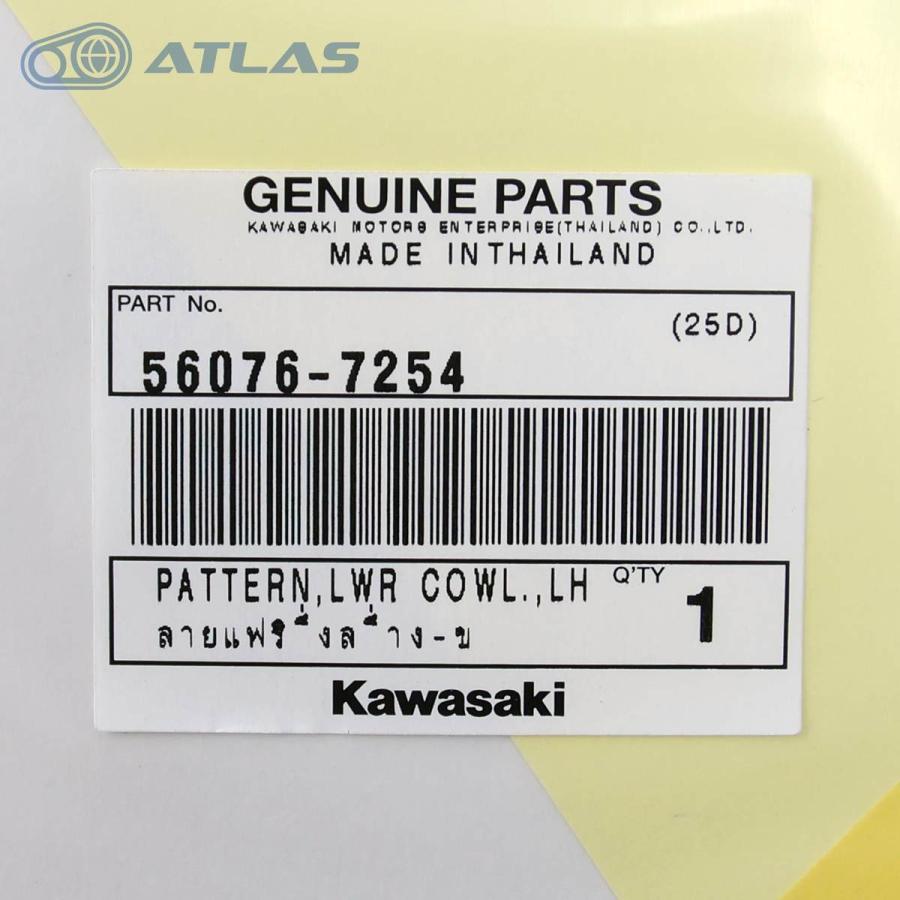 ATLAS
GENUINE PARTS
KAWASAKI MOTORS ENTERPRISE(THAILAND) CO.,LTD.
MADE INTHAILAND
PART No.
(25D)
56076-7254
PATTERN,LWR COWL.,LH Q'TY
1
ลายแฟริ่งล่าง-ข
Kawasaki